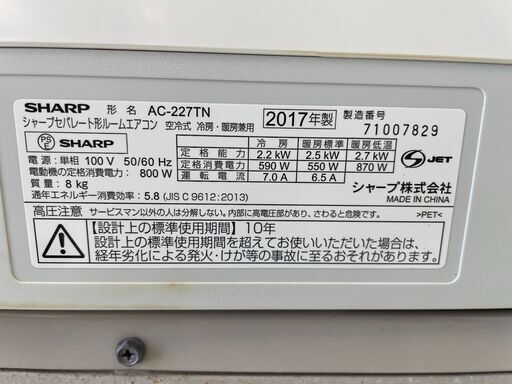 SHARP 形名 AC-227TN 2017年製 製造番号 71007829
シャープセパレート形ルームエアコン 空冷式 冷房・暖房兼用
PSE SHARP
電源：単相 100 V 50/60 Hz
電動機の定格消費電力： 800 W
質量：8 kg
冷房 暖房標準 暖房低温
定格能力 2.2 kW 2.5 kW 2.7 kW
定格消費電力 590 W 550 W 870 W
運転電流 7.0 A 6.5 A
S JET
通年エネルギー消費効率： 5.8 (JIS C 9612:2013)
シャープ株式会社
MADE IN CHINA
高圧注意 サービスマン以外の人は分解しないで。内部に高電圧部があり、さわると危険です。
>PET<
【設計上の標準使用期間】10年
設計上の標準使用期間を超えてお使いいただいた場合は、
経年劣化による発火・けが等の事故に至るおそれがあります。